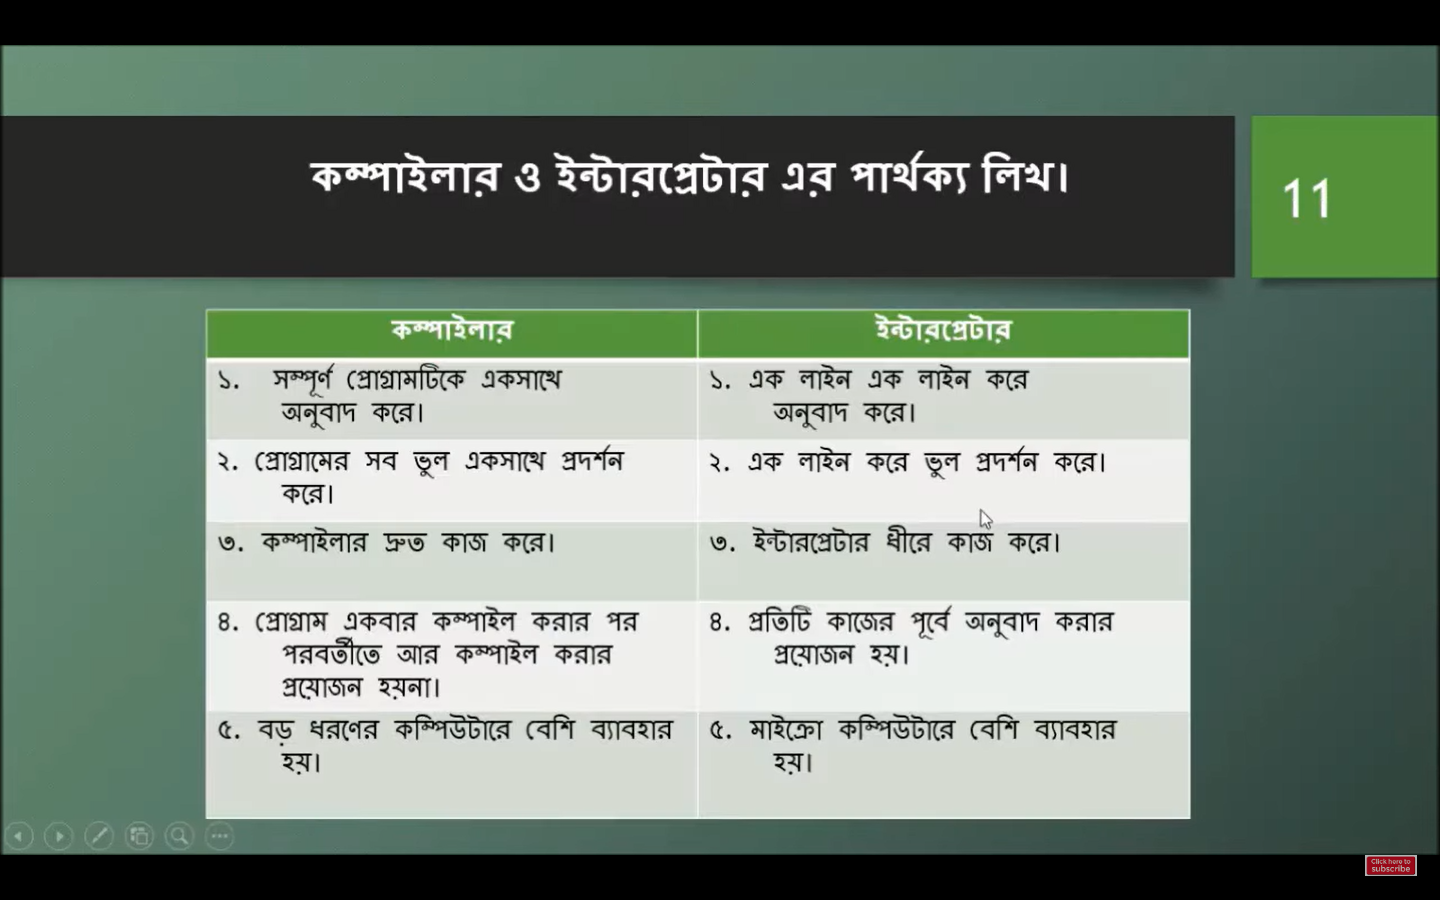 কম্পাইলার ও ইন্টারপ্রেটার এর পার্থক্য লিখ।
11
কম্পাইলার
ইন্টারপ্রেটার
১. সম্পূর্ণ প্রোগ্রামটিকে একসাথে
অনুবাদ করে।
১. এক লাইন এক লাইন করে
অনুবাদ করে।
২. প্রোগ্রামের সব ভুল একসাথে প্রদর্শন
করে।
২. এক লাইন করে ভুল প্রদর্শন করে।
৩. কম্পাইলার দ্রুত কাজ করে।
৩. ইন্টারপ্রেটার ধীরে কাজ করে।
৪. প্রোগ্রাম একবার কম্পাইল করার পর
পরবর্তীতে আর কম্পাইল করার
প্রয়োজন হয়না।
৪. প্রতিটি কাজের পূর্বে অনুবাদ করার
প্রয়োজন হয়।
৫. বড় ধরণের কম্পিউটারে বেশি ব্যাবহার
হয়।
৫. মাইক্রো কম্পিউটারে বেশি ব্যাবহার
হয়।
Click here to
subscribe